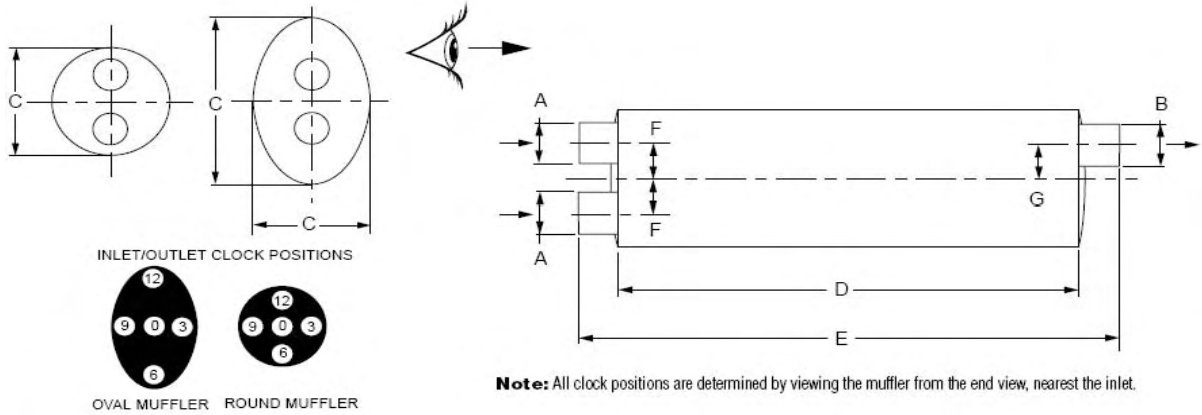 C
C
C
A
A
F
F
B
G
D
E
INLET/OUTLET CLOCK POSITIONS
12
9 0 3
6
12
9 0 3
6
OVAL MUFFLER ROUND MUFFLER
Note: All clock positions are determined by viewing the muffler from the end view, nearest the inlet.